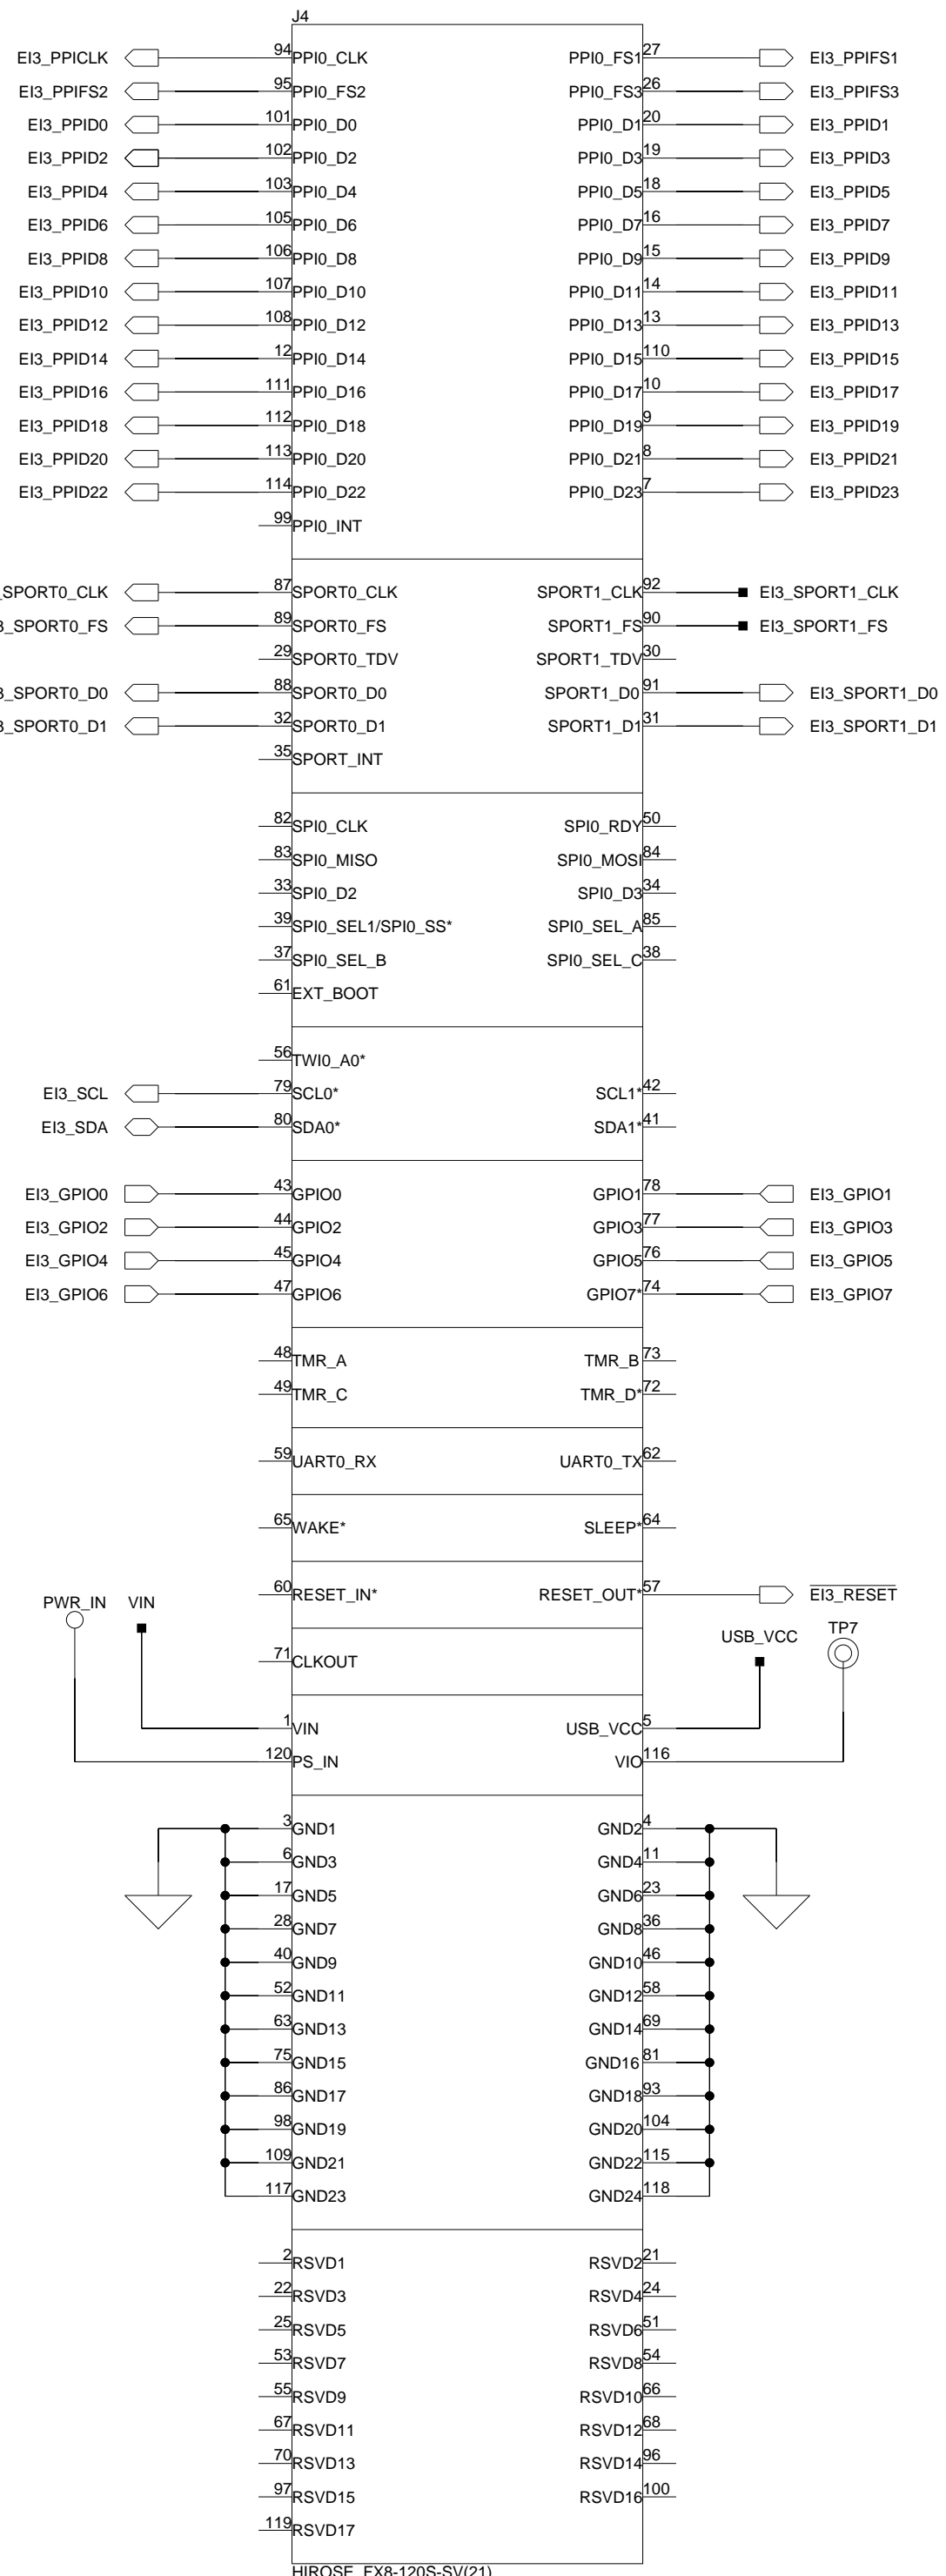 J4
EI3_PPICLK 94 PPI0_CLK PPI0_FS1 27 EI3_PPIFS1
EI3_PPIFS2 95 PPI0_FS2 PPI0_FS3 26 EI3_PPIFS3
EI3_PPID0 101 PPI0_D0 PPI0_D1 20 EI3_PPID1
EI3_PPID2 102 PPI0_D2 PPI0_D3 19 EI3_PPID3
EI3_PPID4 103 PPI0_D4 PPI0_D5 18 EI3_PPID5
EI3_PPID6 105 PPI0_D6 PPI0_D7 16 EI3_PPID7
EI3_PPID8 106 PPI0_D8 PPI0_D9 15 EI3_PPID9
EI3_PPID10 107 PPI0_D10 PPI0_D11 14 EI3_PPID11
EI3_PPID12 108 PPI0_D12 PPI0_D13 13 EI3_PPID13
EI3_PPID14 12 PPI0_D14 PPI0_D15 110 EI3_PPID15
EI3_PPID16 111 PPI0_D16 PPI0_D17 10 EI3_PPID17
EI3_PPID18 112 PPI0_D18 PPI0_D19 9 EI3_PPID19
EI3_PPID20 113 PPI0_D20 PPI0_D21 8 EI3_PPID21
EI3_PPID22 114 PPI0_D22 PPI0_D23 7 EI3_PPID23
99 PPI0_INT
_SPORT0_CLK 87 SPORT0_CLK SPORT1_CLK 92 EI3_SPORT1_CLK
3_SPORT0_FS 89 SPORT0_FS SPORT1_FS 90 EI3_SPORT1_FS
29 SPORT0_TDV SPORT1_TDV 30
3_SPORT0_D0 88 SPORT0_D0 SPORT1_D0 91 EI3_SPORT1_D0
3_SPORT0_D1 32 SPORT0_D1 SPORT1_D1 31 EI3_SPORT1_D1
35 SPORT_INT
82 SPI0_CLK SPI0_RDY 50
83 SPI0_MISO SPI0_MOSI 84
33 SPI0_D2 SPI0_D3 34
39 SPI0_SEL1/SPI0_SS* SPI0_SEL_A 85
37 SPI0_SEL_B SPI0_SEL_C 38
61 EXT_BOOT
56 TWI0_A0*
EI3_SCL 79 SCL0* SCL1* 42
EI3_SDA 80 SDA0* SDA1* 41
EI3_GPIO0 43 GPIO0 GPIO1 78 EI3_GPIO1
EI3_GPIO2 44 GPIO2 GPIO3 77 EI3_GPIO3
EI3_GPIO4 45 GPIO4 GPIO5 76 EI3_GPIO5
EI3_GPIO6 47 GPIO6 GPIO7* 74 EI3_GPIO7
48 TMR_A TMR_B 73
49 TMR_C TMR_D* 72
59 UART0_RX UART0_TX 62
65 WAKE* SLEEP* 64
60 RESET_IN* RESET_OUT* 57 EI3_RESET
PWR_IN VIN USB_VCC TP7
71 CLKOUT
1 VIN USB_VCC 5
120 PS_IN VIO 116
3 GND1 GND2 4
6 GND3 GND4 11
17 GND5 GND6 23
28 GND7 GND8 36
40 GND9 GND10 46
52 GND11 GND12 58
63 GND13 GND14 69
75 GND15 GND16 81
86 GND17 GND18 93
98 GND19 GND20 104
109 GND21 GND22 115
117 GND23 GND24 118
2 RSVD1 RSVD2 21
22 RSVD3 RSVD4 24
25 RSVD5 RSVD6 51
53 RSVD7 RSVD8 54
55 RSVD9 RSVD10 66
67 RSVD11 RSVD12 68
70 RSVD13 RSVD14 96
97 RSVD15 RSVD16 100
119 RSVD17
HIROSE_FX8-120S-SV(21)